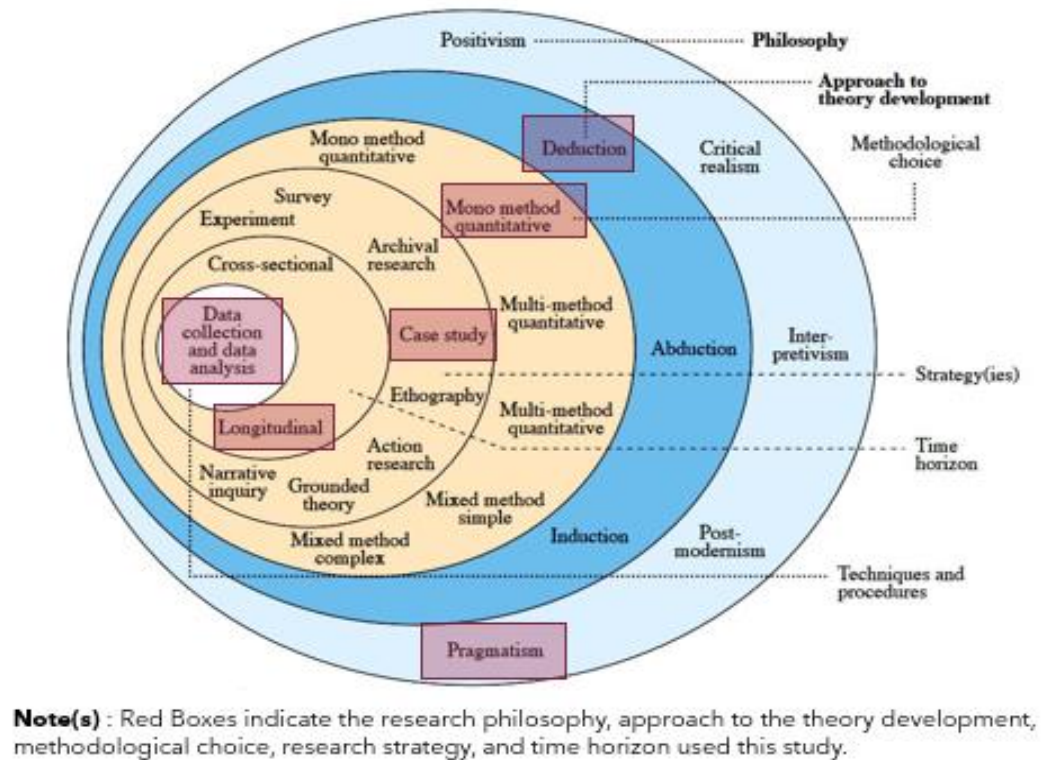 Positivism
Philosophy
Approach to
theory development
Mono method
quantitative
Deduction
Critical
realism
Methodological
choice
Survey
Experiment
Mono method
quantitative
Archival
research
Cross-sectional
Data
collection
and data
analysis
Case study
Multi-method
quantitative
Abduction
Inter-
pretivism
Strategy(ies)
Ethography
Multi-method
quantitative
Longitudinal
Action
research
Time
horizon
Narrative
inquiry
Grounded
theory
Mixed method
simple
Mixed method
complex
Induction
Post-
modernism
Techniques and
procedures
Pragmatism
Note(s) : Red Boxes indicate the research philosophy, approach to the theory development,
methodological choice, research strategy, and time horizon used this study.